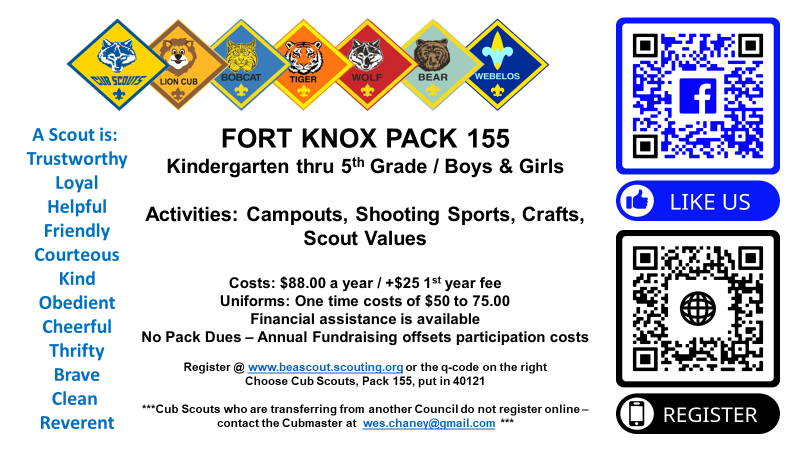 CUB SCOUTS
LION CUB
BOBCAT
TIGER
WOLF
BEAR
WEBELOS
A Scout is:
Trustworthy
Loyal
Helpful
Friendly
Courteous
Kind
Obedient
Cheerful
Thrifty
Brave
Clean
Reverent
FORT KNOX PACK 155
Kindergarten thru 5th Grade / Boys & Girls
Activities: Campouts, Shooting Sports, Crafts,
Scout Values
Costs: $88.00 a year / +$25 1st year fee
Uniforms: One time costs of $50 to 75.00
Financial assistance is available
No Pack Dues – Annual Fundraising offsets participation costs
Register @ www.beascout.scouting.org or the q-code on the right
Choose Cub Scouts, Pack 155, put in 40121
***Cub Scouts who are transferring from another Council do not register online –
contact the Cubmaster at wes.chaney@gmail.com ***
LIKE US
REGISTER